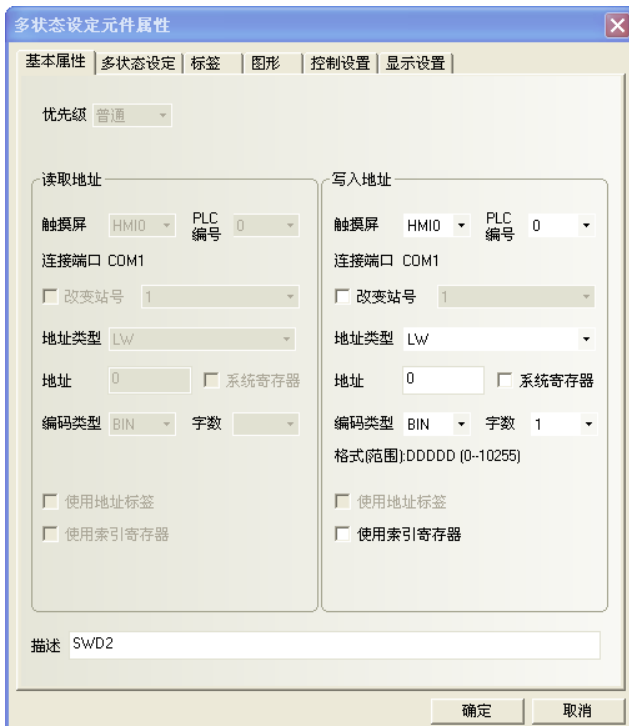 多状态设定元件属性
基本属性 多状态设定 标签 图形 控制设置 显示设置
优先级 普通
读取地址
触摸屏 HMI0 PLC编号 0
连接端口 COM1
改变站号 1
地址类型 LW
地址 0 系统寄存器
编码类型 BIN 字数
使用地址标签
使用索引寄存器
写入地址
触摸屏 HMI0 PLC编号 0
连接端口 COM1
改变站号 1
地址类型 LW
地址 0 系统寄存器
编码类型 BIN 字数 1
格式(范围):DDDDD (0--10255)
使用地址标签
使用索引寄存器
描述 SWD2
确定 取消